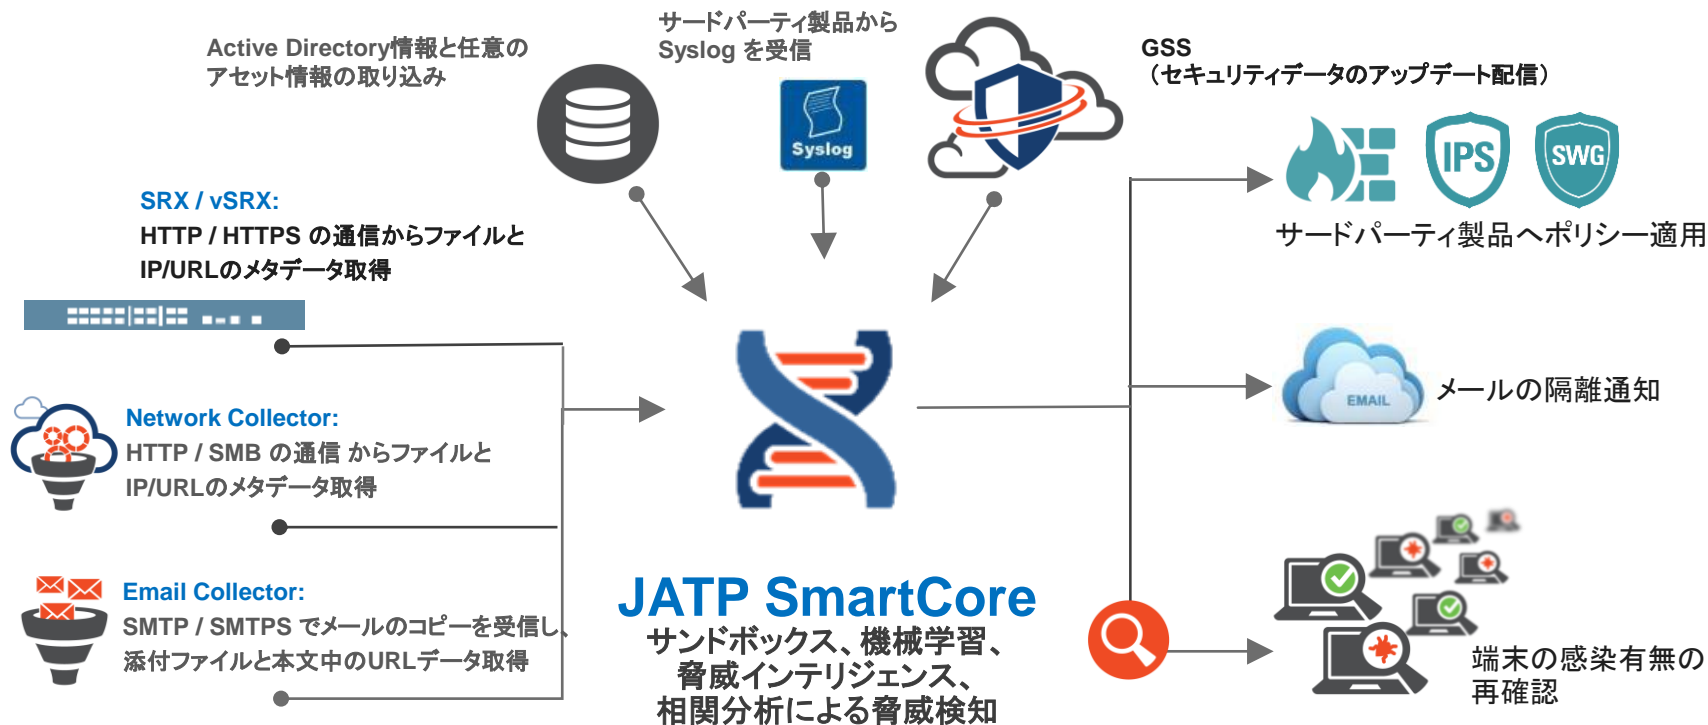 Active Directory情報と任意の
アセット情報の取り込み
サードパーティ製品から
Syslog を受信
Syslog
GSS
（セキュリティデータのアップデート配信）
IPS
SWG
サードパーティ製品へポリシー適用
SRX / vSRX:
HTTP / HTTPS の通信からファイルと
IP/URLのメタデータ取得
Network Collector:
HTTP / SMB の通信 からファイルと
IP/URLのメタデータ取得
EMAIL
メールの隔離通知
Email Collector:
SMTP / SMTPS でメールのコピーを受信し、
添付ファイルと本文中のURLデータ取得
JATP SmartCore
サンドボックス、機械学習、
脅威インテリジェンス、
相関分析による脅威検知
端末の感染有無の
再確認